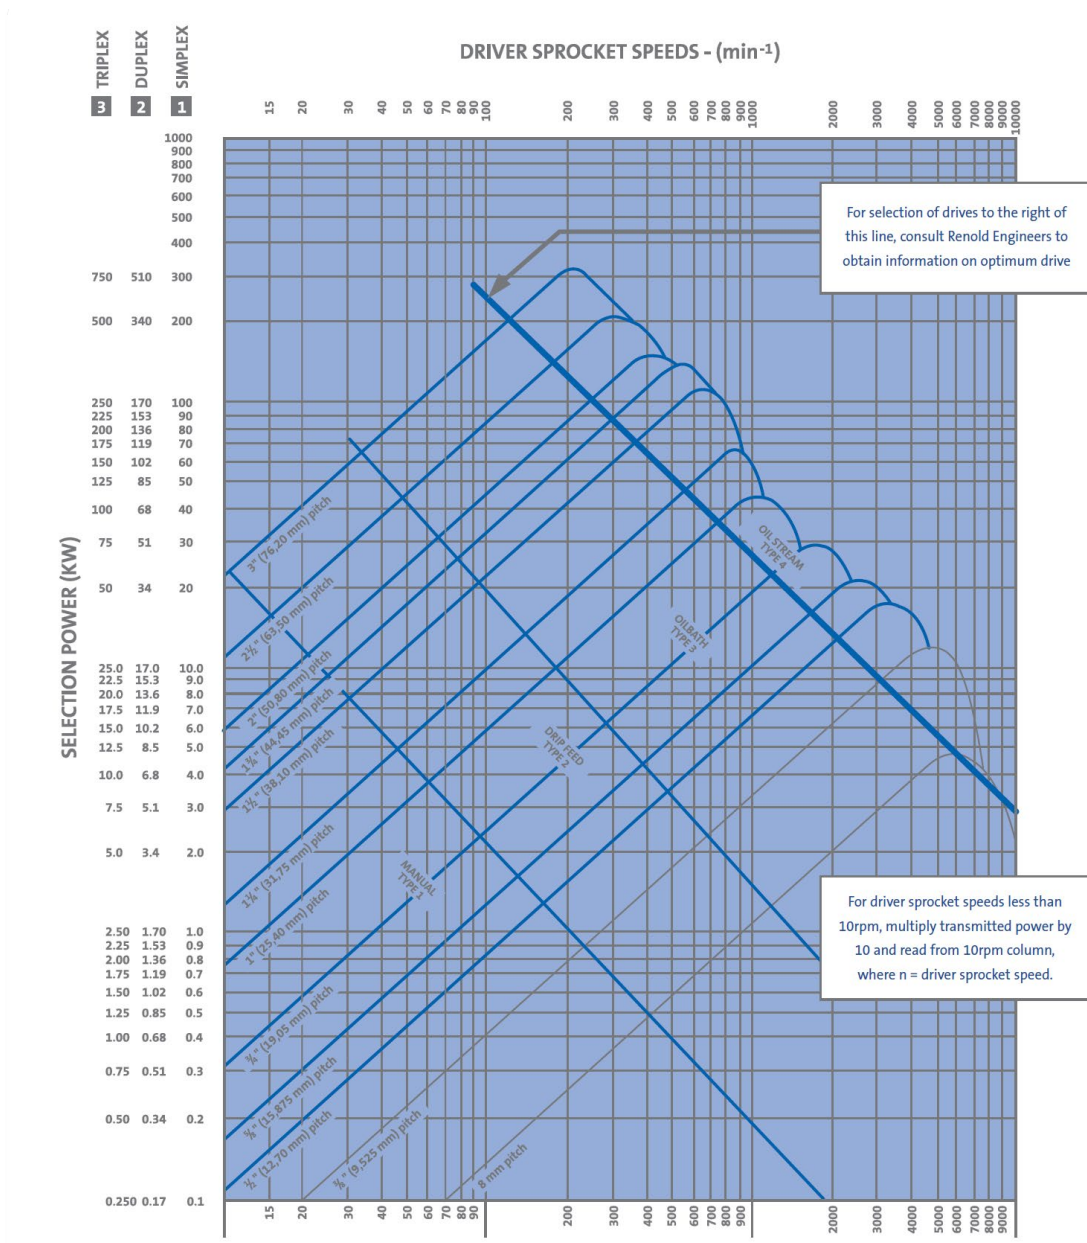 DRIVER SPROCKET SPEEDS - (min-1)
TRIPLEX DUPLEX SIMPLEX
3 2 1
15 20 30 40 50 60 70 80 90 100 200 300 400 500 600 700 800 900 1000 2000 3000 4000 5000 6000 7000 8000 9000 10000
1000
900
800
700
600
500
400
750 510 300
500 340 200
250 170 100
225 153 90
200 136 80
175 119 70
150 102 60
125 85 50
100 68 40
75 51 30
50 34 20
25.0 17.0 10.0
22.5 15.3 9.0
20.0 13.6 8.0
17.5 11.9 7.0
15.0 10.2 6.0
12.5 8.5 5.0
10.0 6.8 4.0
7.5 5.1 3.0
5.0 3.4 2.0
2.50 1.70 1.0
2.25 1.53 0.9
2.00 1.36 0.8
1.75 1.19 0.7
1.50 1.02 0.6
1.25 0.85 0.5
1.00 0.68 0.4
0.75 0.51 0.3
0.50 0.34 0.2
0.250 0.17 0.1
SELECTION POWER (KW)
For selection of drives to the right of
this line, consult Renold Engineers to
obtain information on optimum drive
3" (76,20 mm) pitch
2½" (63,50 mm) pitch
2" (50,80 mm) pitch
1¾" (44,45 mm) pitch
1½" (38,10 mm) pitch
1¼" (31,75 mm) pitch
1" (25,40 mm) pitch
¾" (19,05 mm) pitch
⅝" (15,875 mm) pitch
½" (12,70 mm) pitch
⅜" (9,525 mm) pitch
8 mm pitch
OIL STREAM
TYPE 4
OILBATH
TYPE 3
DRIP FEED
TYPE 2
MANUAL
TYPE 1
For driver sprocket speeds less than
10rpm, multiply transmitted power by
10 and read from 10rpm column,
where n = driver sprocket speed.
15 20 30 40 50 60 70 80 90 200 300 400 500 600 700 800 900 2000 3000 4000 5000 6000 7000 8000 9000